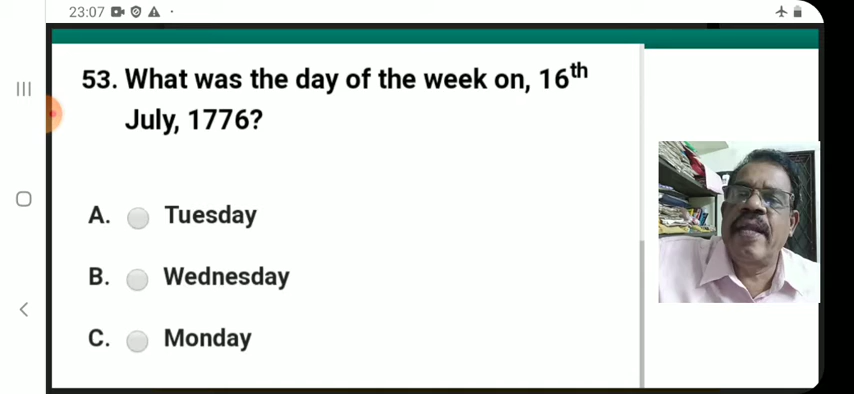 23:07
53. What was the day of the week on, 16th
July, 1776?
A. Tuesday
B. Wednesday
C. Monday